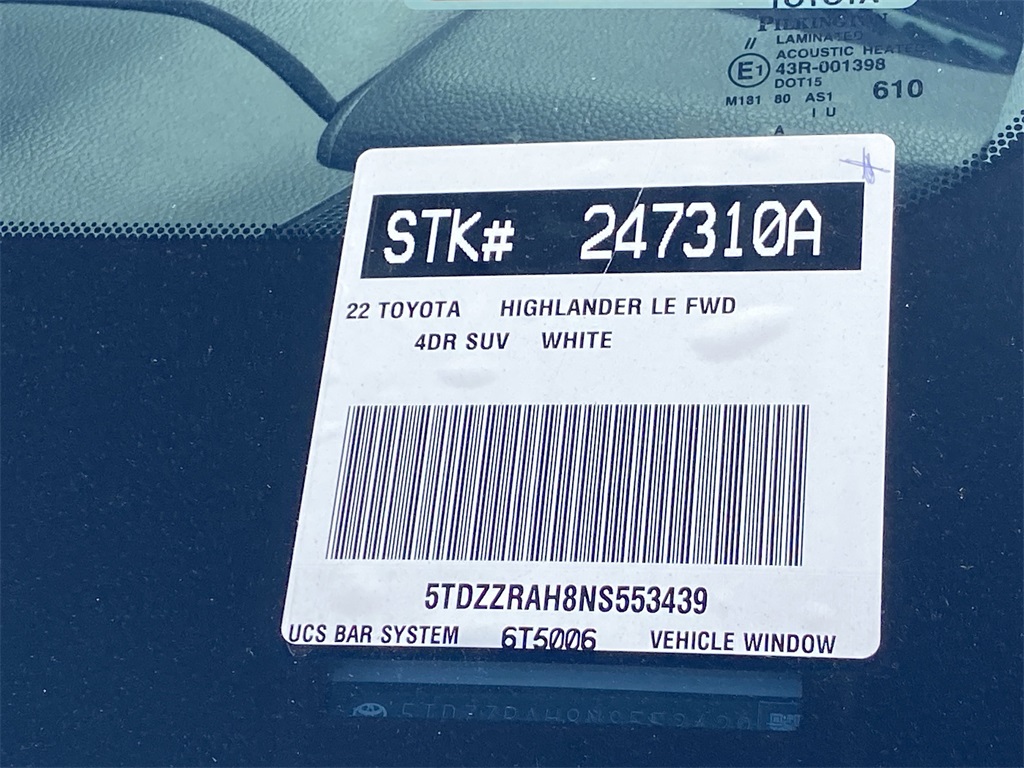 TOYOTA
PILKINGTON
LAMINATED
ACOUSTIC HEATED
E1 43R-001398
DOT15
M181 80 AS1 610
I U
A
#
STK# 247310A
22 TOYOTA HIGHLANDER LE FWD
4DR SUV WHITE
5TDZZRAH8NS553439
UCS BAR SYSTEM 6T5006 VEHICLE WINDOW
5TDZZRAH8NS553439